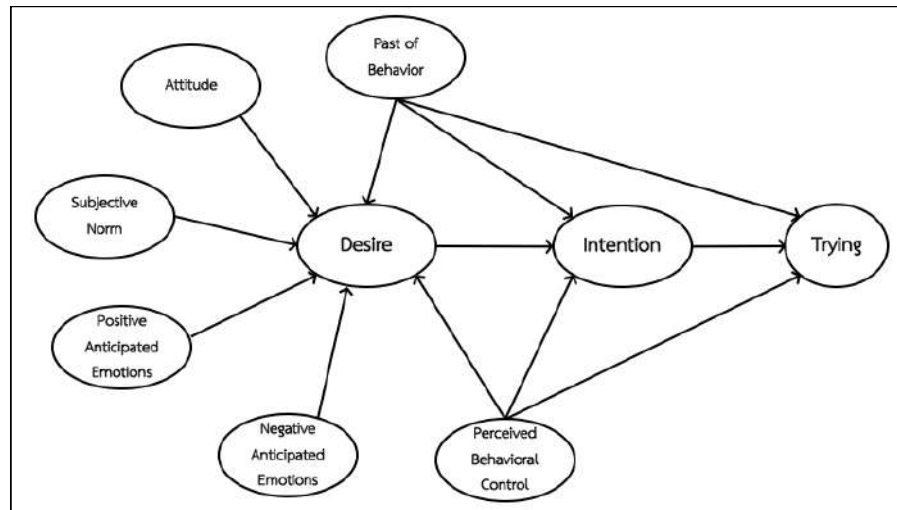 Past of
Behavior
Attitude
Subjective
Norm
Desire
Intention
Trying
Positive
Anticipated
Emotions
Negative
Anticipated
Emotions
Perceived
Behavioral
Control